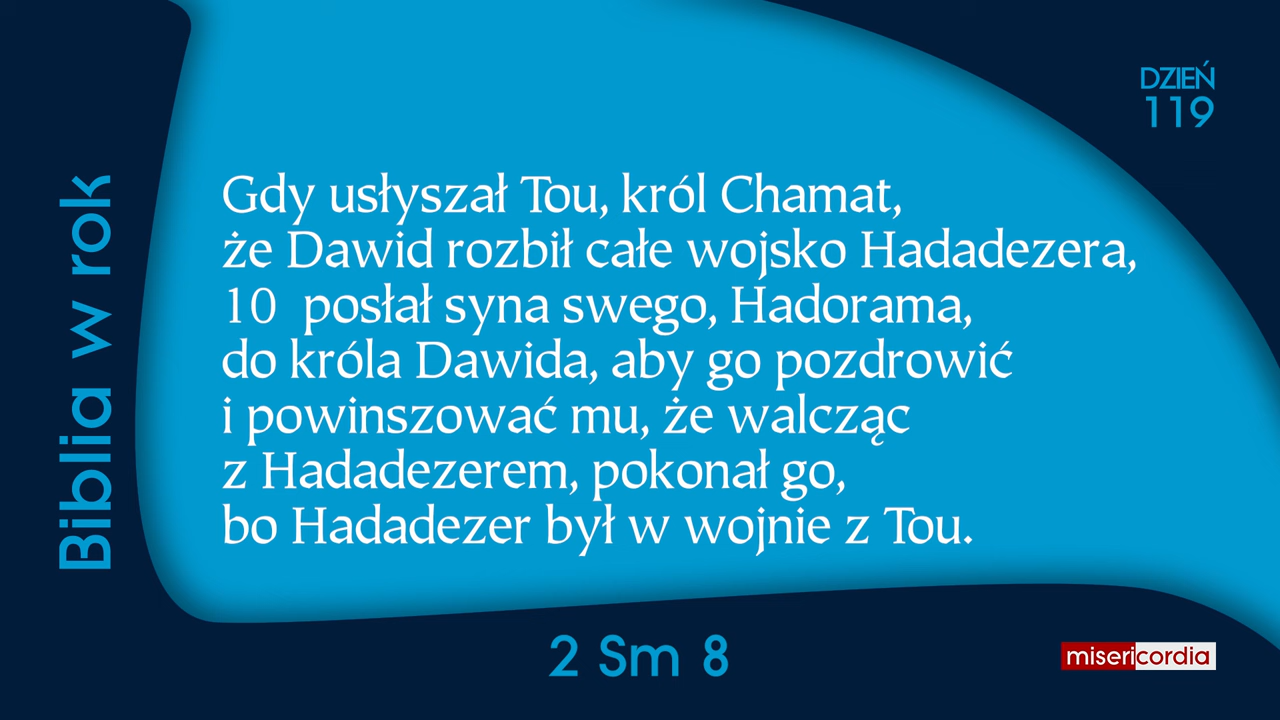 DZIEŃ
119
Biblia w rok
Gdy usłyszał Tou, król Chamat,
że Dawid rozbił całe wojsko Hadadezera,
10 posłał syna swego, Hadorama,
do króla Dawida, aby go pozdrowić
i powinszować mu, że walcząc
z Hadadezerem, pokonał go,
bo Hadadezer był w wojnie z Tou.
2 Sm 8
misericordia